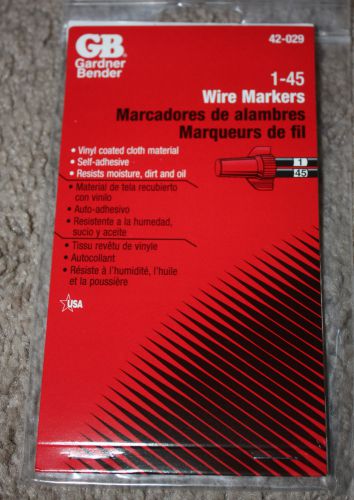 GB
42-029
Gardner
Bender
1-45
Wire Markers
Marcadores de alambres
Marqueurs de fil
• Vinyl coated cloth material
• Self-adhesive
• Resists moisture, dirt and oil
1
45
• Material de tela recubierto
con vinilo
• Auto-adhesivo
• Resistente a la humedad,
sucio y aceite
• Tissu revêtu de vinyle
• Autocollant
• Résiste à l'humidité, l'huile
et la poussière
USA